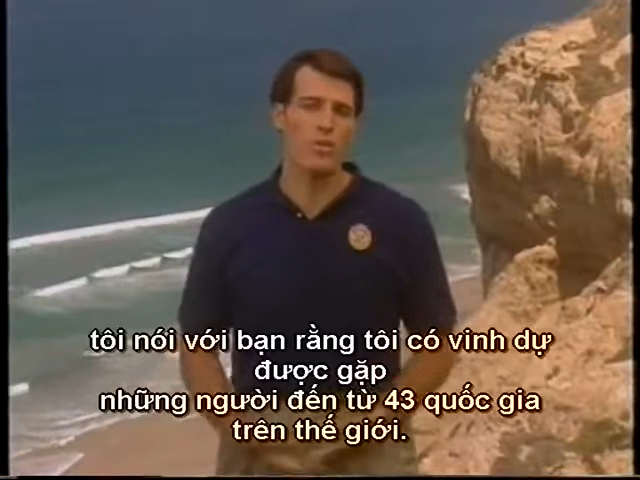 tôi nói với bạn rằng tôi có vinh dự
được gặp
những người đến từ 43 quốc gia
trên thế giới.